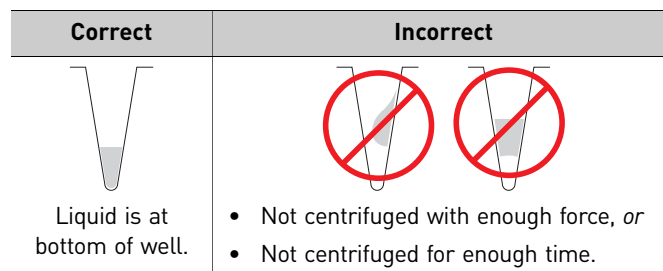 Correct
Incorrect
Liquid is at
bottom of well.
• Not centrifuged with enough force, or
• Not centrifuged for enough time.